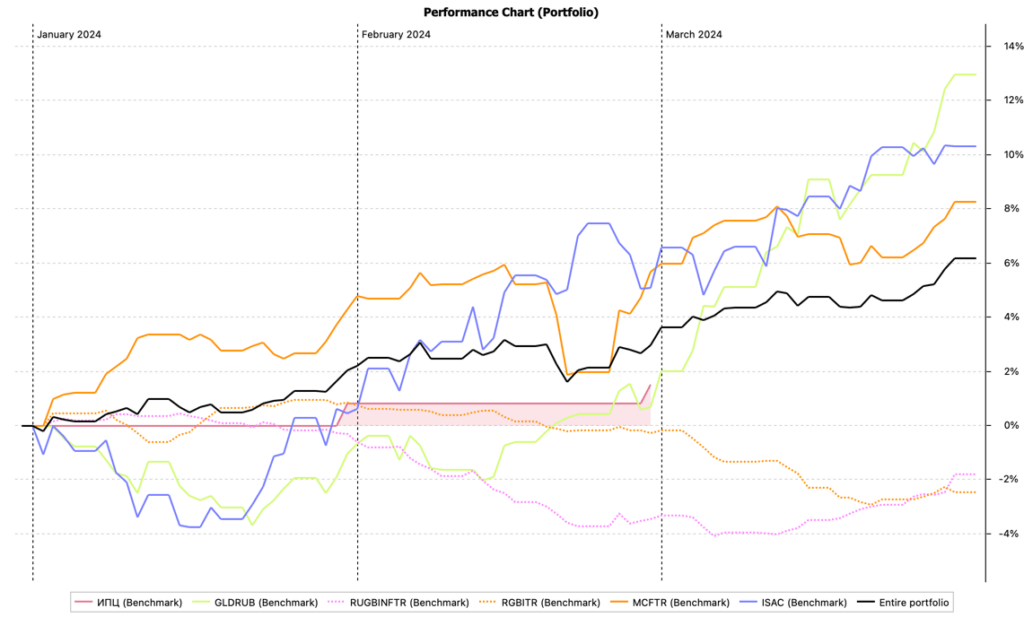 Performance Chart (Portfolio)
January 2024
February 2024
March 2024
14%
12%
10%
8%
6%
4%
2%
0%
-2%
-4%
ИПЦ (Benchmark) GLDRUB (Benchmark) RUGBINFTR (Benchmark) RGBITR (Benchmark) MCFTR (Benchmark) ISAC (Benchmark) Entire portfolio